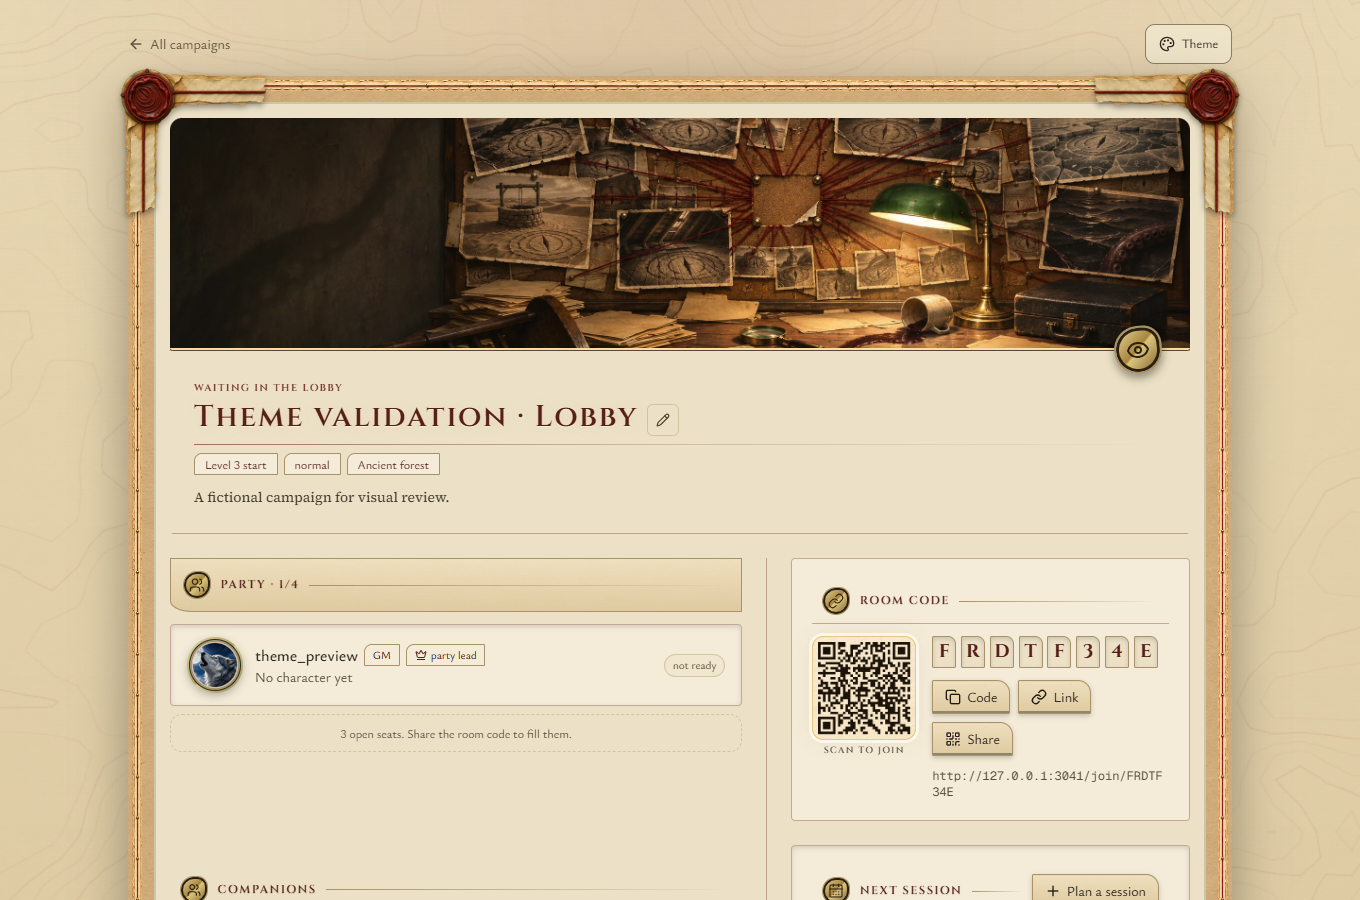 All campaigns
Theme
WAITING IN THE LOBBY
THEME VALIDATION · LOBBY
Level 3 start
normal
Ancient forest
A fictional campaign for visual review.
PARTY · 1/4
theme_preview
GM
party lead
No character yet
not ready
3 open seats. Share the room code to fill them.
COMPANIONS
ROOM CODE
F R D T F 3 4 E
Code
Link
Share
SCAN TO JOIN
http://127.0.0.1:3041/join/FRDTF
34E
NEXT SESSION
Plan a session